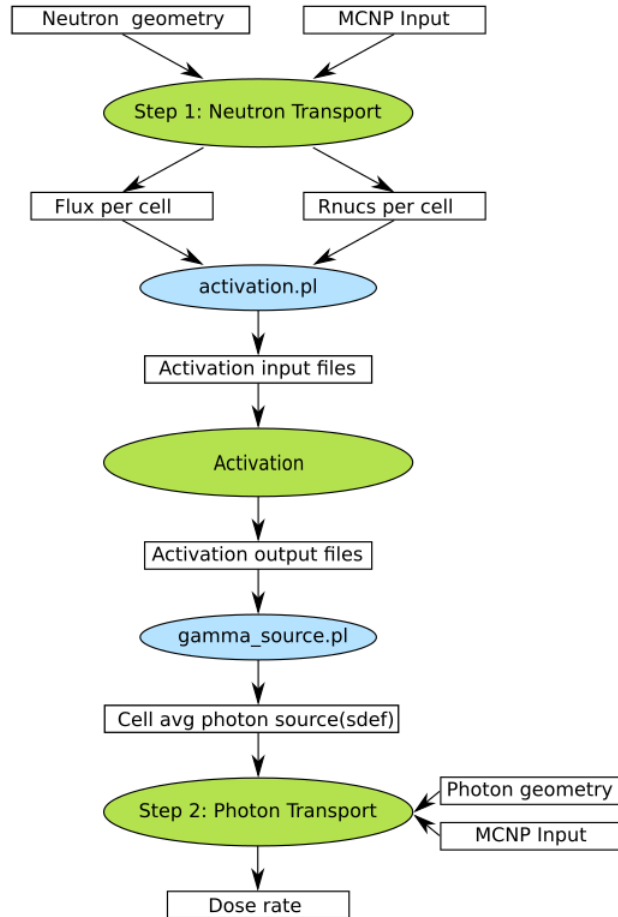 Neutron geometry
MCNP Input
Step 1: Neutron Transport
Flux per cell
Rnucs per cell
activation.pl
Activation input files
Activation
Activation output files
gamma_source.pl
Cell avg photon source(sdef)
Photon geometry
Step 2: Photon Transport
MCNP Input
Dose rate